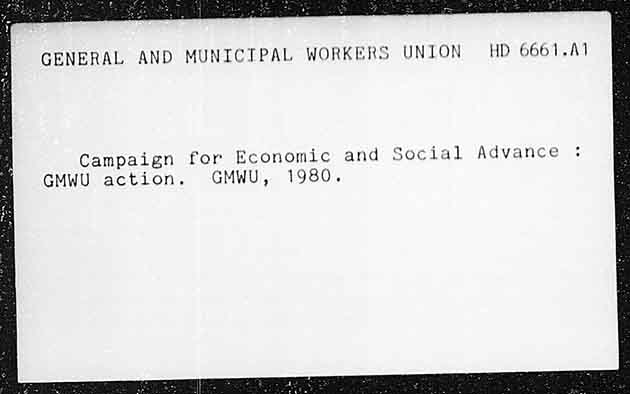 GENERAL AND MUNICIPAL WORKERS UNION HD 6661.A1
Campaign for Economic and Social Advance :
GMWU action. GMWU, 1980.